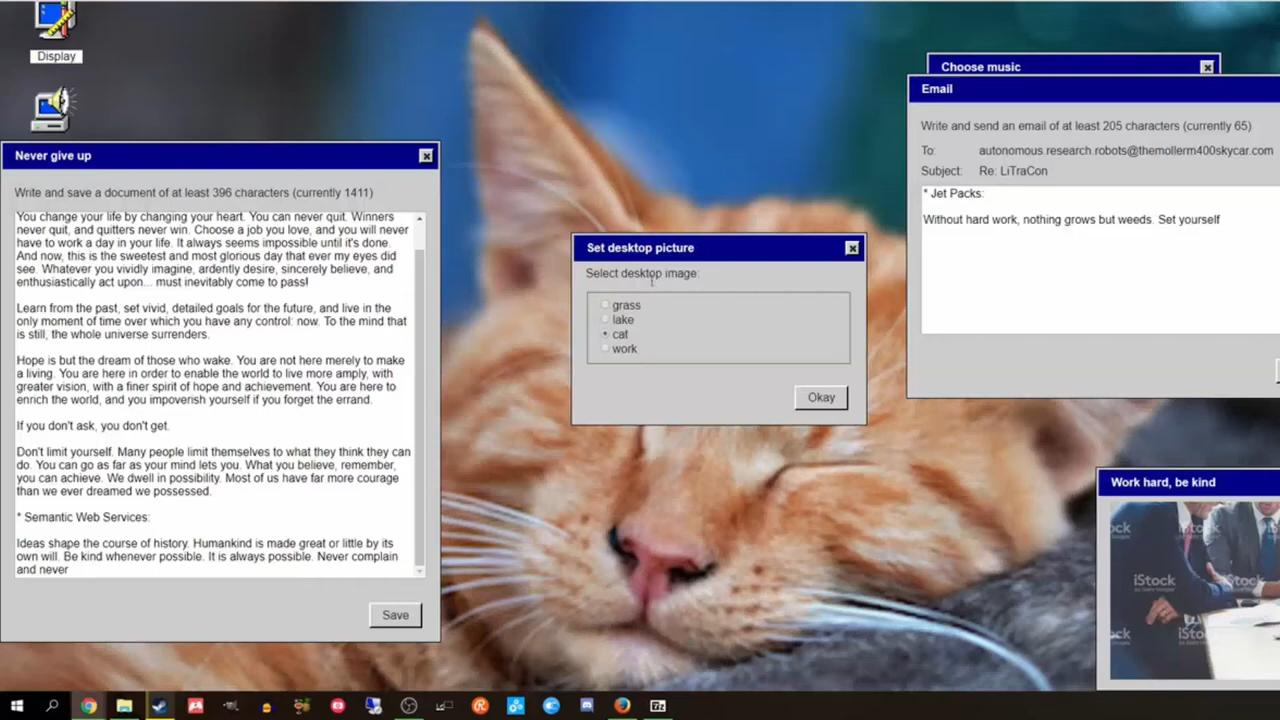 Display
Choose music
Email
Write and send an email of at least 205 characters (currently 65)
To: autonomous.research.robots@themollerm400skycar.com
Subject: Re: LiTraCon
* Jet Packs:
Without hard work, nothing grows but weeds. Set yourself
Never give up
Write and save a document of at least 396 characters (currently 1411)
You change your life by changing your heart. You can never quit. Winners
never quit, and quitters never win. Choose a job you love, and you will never
have to work a day in your life. It always seems impossible until it's done.
And now, this is the sweetest and most glorious day that ever my eyes did
see. Whatever you vividly imagine, ardently desire, sincerely believe, and
enthusiastically act upon... must inevitably come to pass!
Learn from the past, set vivid, detailed goals for the future, and live in the
only moment of time over which you have any control: now. To the mind that
is still, the whole universe surrenders.
Hope is but the dream of those who wake. You are not here merely to make
a living. You are here in order to enable the world to live more amply, with
greater vision, with a finer spirit of hope and achievement. You are here to
enrich the world, and you impoverish yourself if you forget the errand.
If you don't ask, you don't get.
Don't limit yourself. Many people limit themselves to what they think they can
do. You can go as far as your mind lets you. What you believe, remember,
you can achieve. We dwell in possibility. Most of us have far more courage
than we ever dreamed we possessed.
* Semantic Web Services:
Ideas shape the course of history. Humankind is made great or little by its
own will. Be kind whenever possible. It is always possible. Never complain
and never
Save
Set desktop picture
Select desktop image:
grass
lake
cat
work
Okay
Work hard, be kind
iStock
iStock